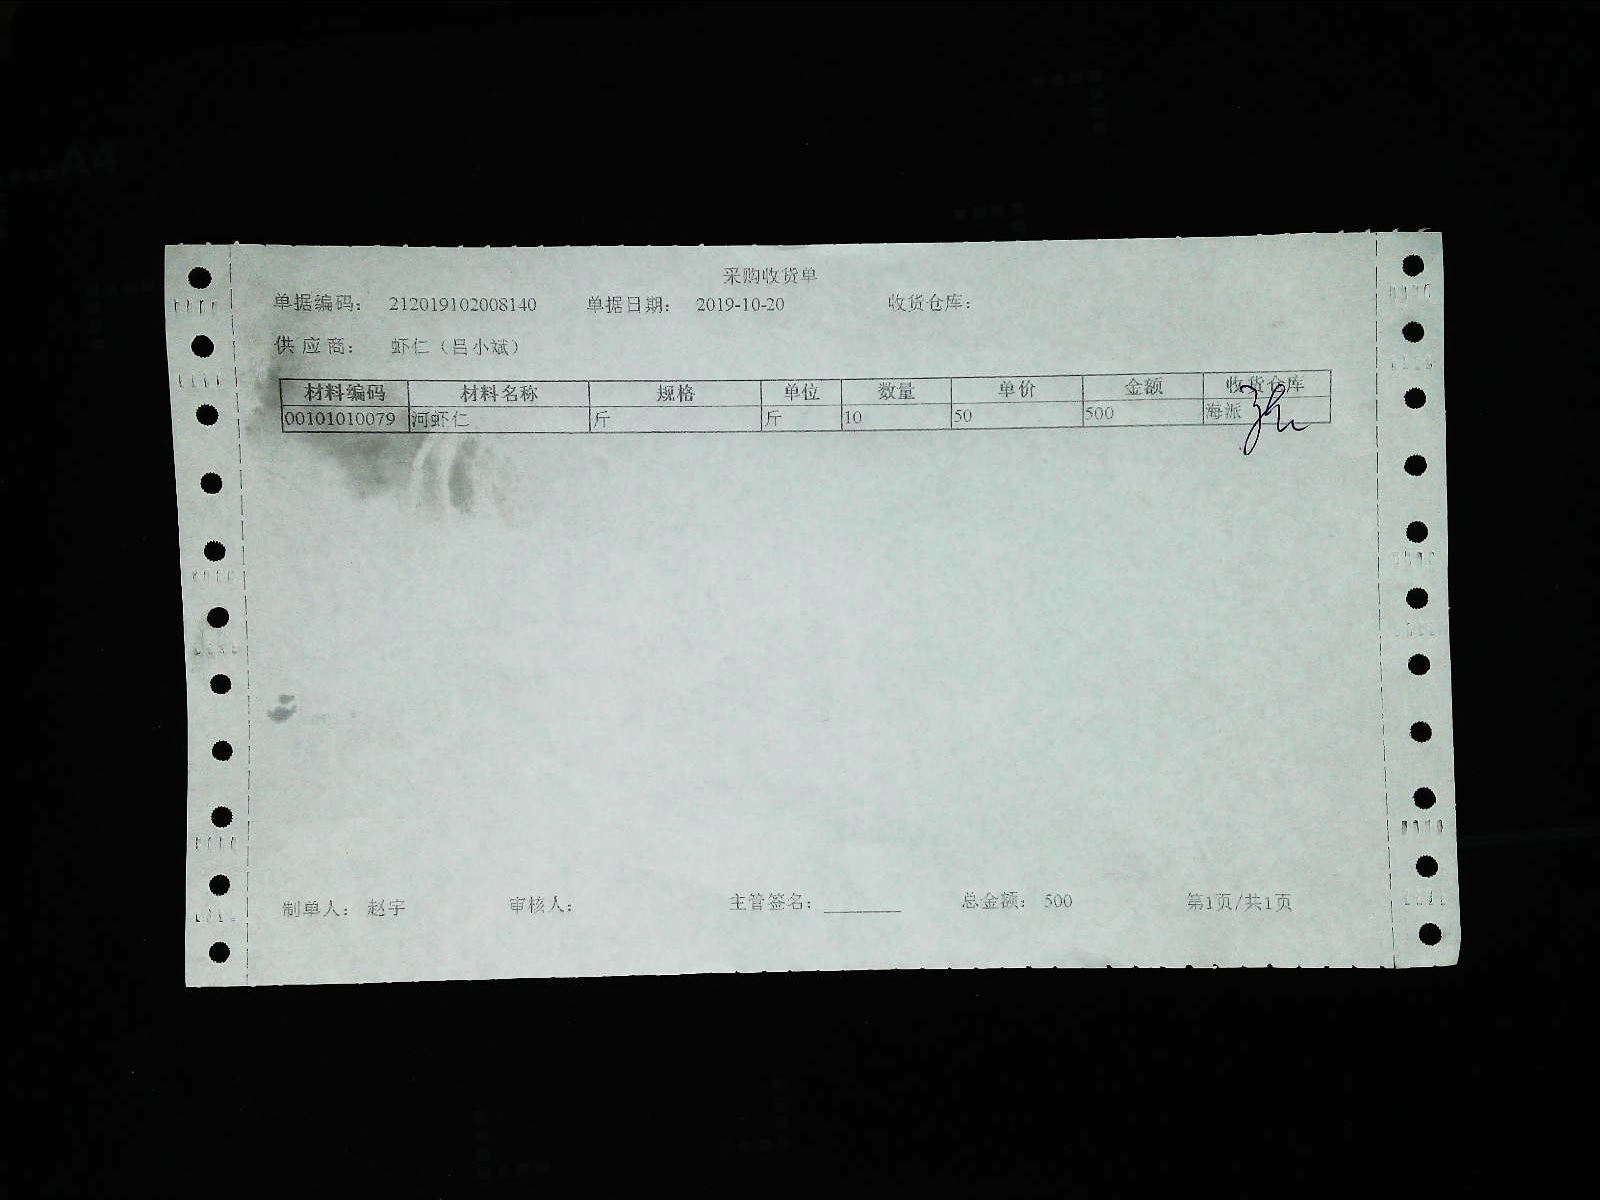 采购收货单
单据编码： 212019102008140 单据日期： 2019-10-20 收货仓库：
供应商： 虾仁（吕小斌）
材料编码 材料名称 规格 单位 数量 单价 金额 收货仓库
00101010079 河虾仁 斤 斤 10 50 500 海派
制单人： 赵宇 审核人： 主管签名：________ 总金额： 500 第1页/共1页